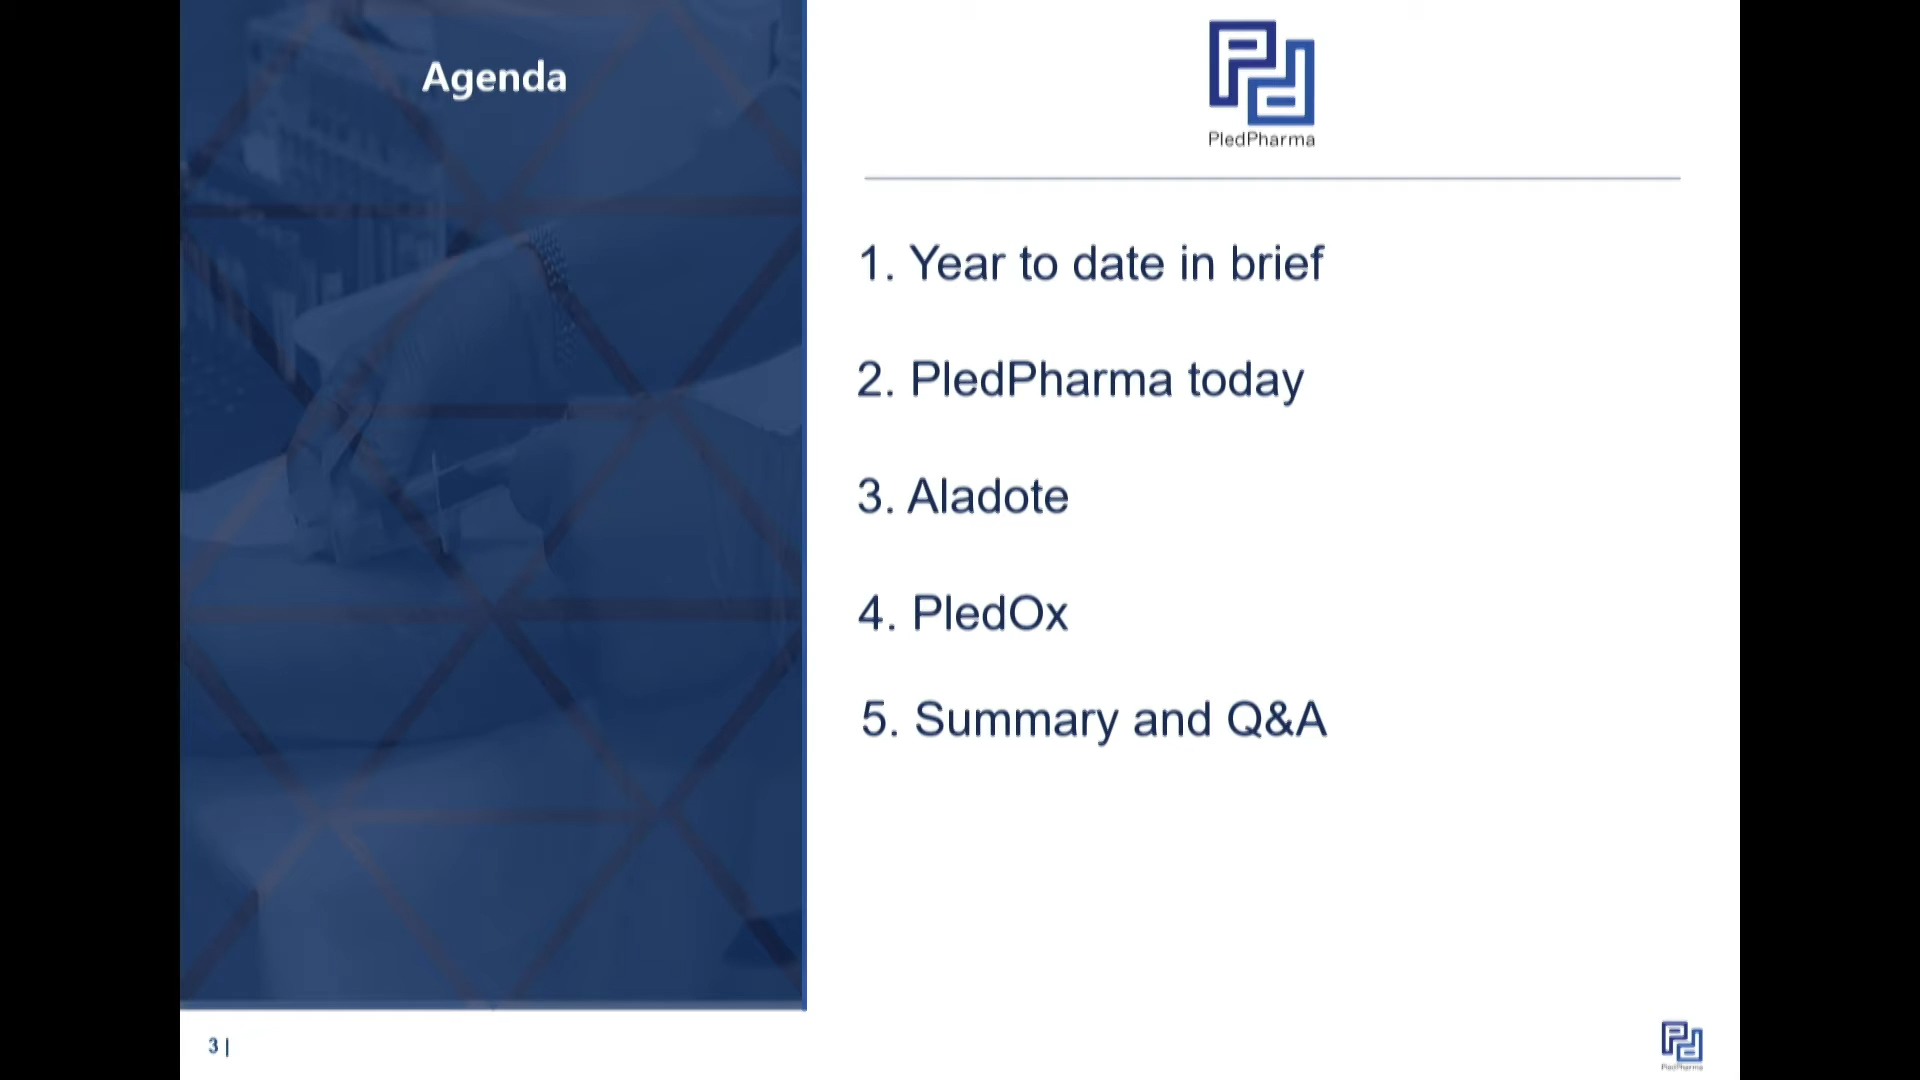 Agenda
PledPharma
1. Year to date in brief
2. PledPharma today
3. Aladote
4. PledOx
5. Summary and Q&A
3 |
PledPharma